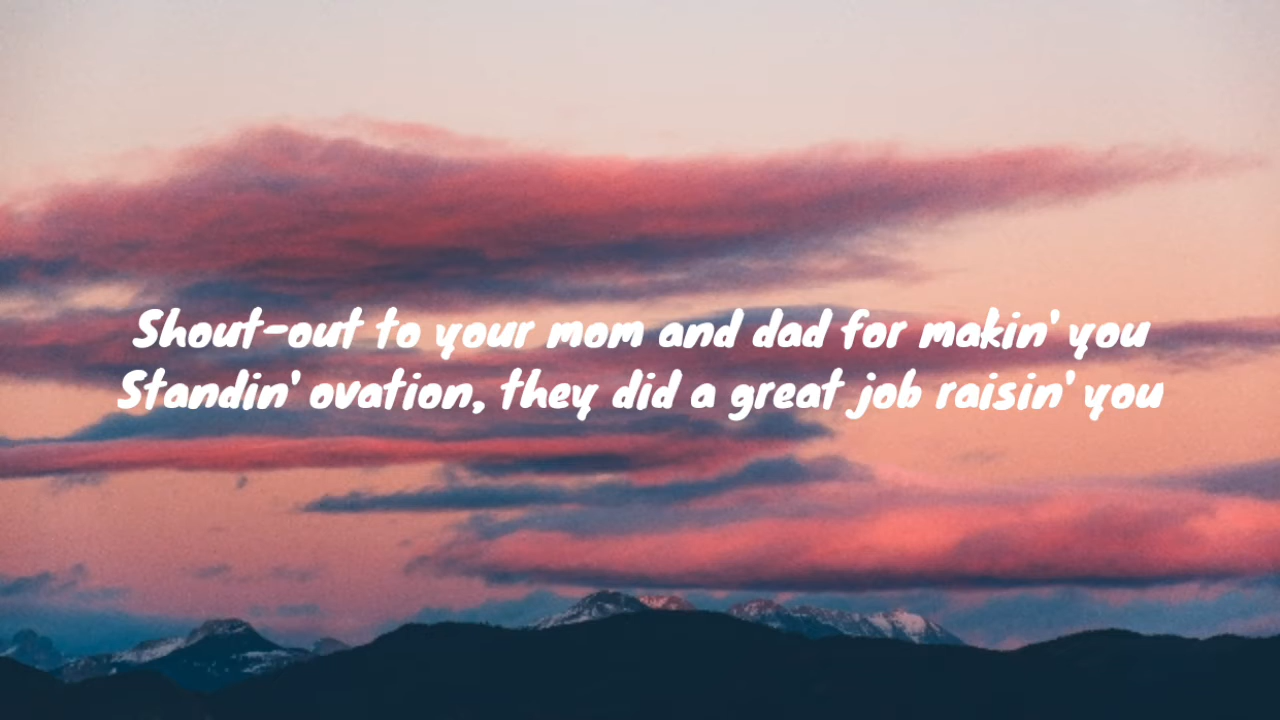 Shout-out to your mom and dad for makin' you
Standin' ovation, they did a great job raisin' you